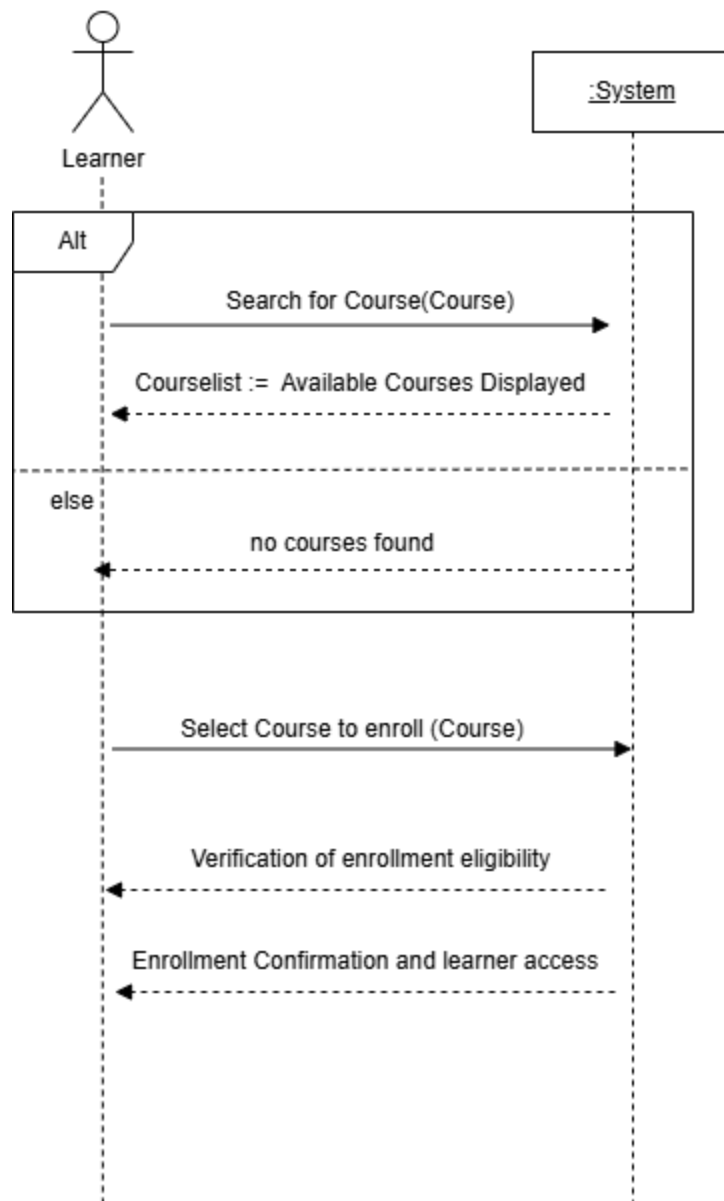 :System
Learner
Alt
Search for Course(Course)
Courselist := Available Courses Displayed
else
no courses found
Select Course to enroll (Course)
Verification of enrollment eligibility
Enrollment Confirmation and learner access